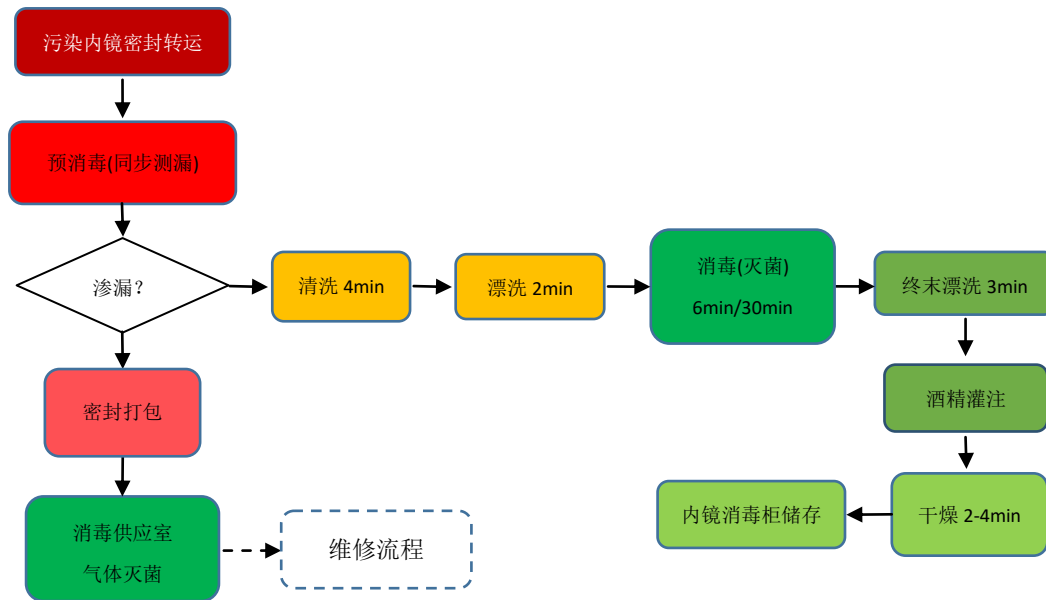 污染内镜密封转运
预消毒(同步测漏)
渗漏？
清洗 4min
漂洗 2min
消毒(灭菌)
6min/30min
终末漂洗 3min
酒精灌注
干燥 2-4min
内镜消毒柜储存
密封打包
消毒供应室
气体灭菌
维修流程